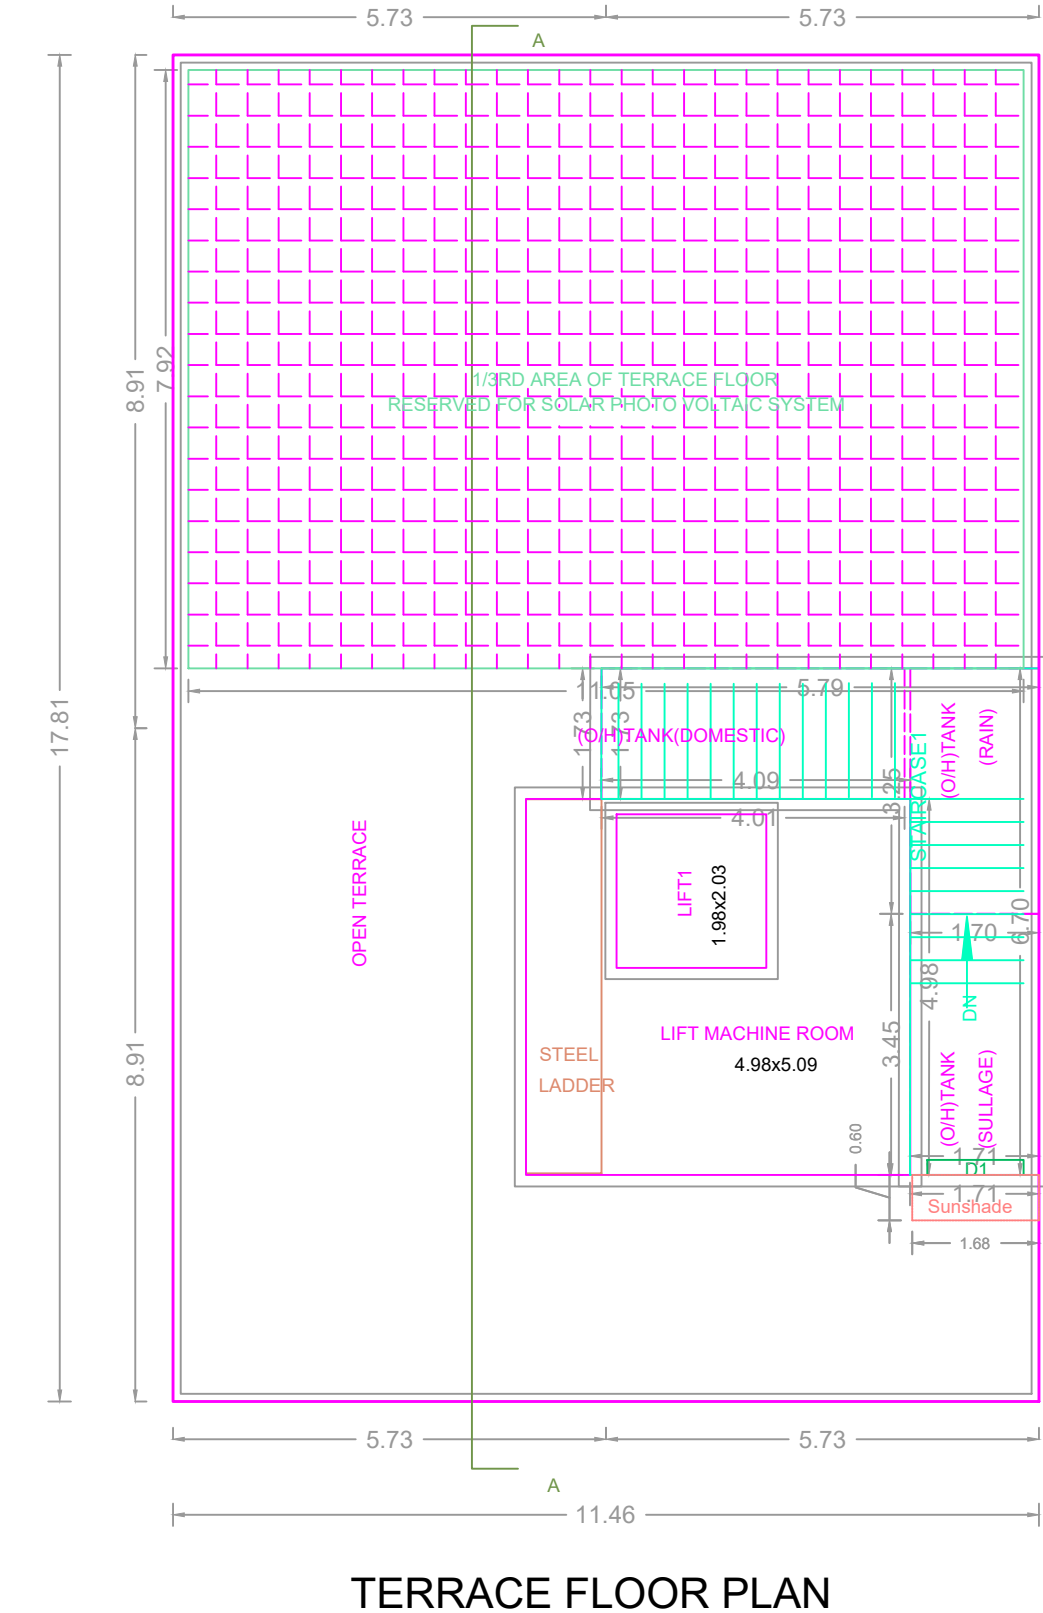 5.73
5.73
A
8.91
7.92
1/3RD AREA OF TERRACE FLOOR
RESERVED FOR SOLAR PHOTO VOLTAIC SYSTEM
17.81
11.05
5.79
1.73
1.73
(O/H)TANK(DOMESTIC)
(O/H)TANK
(RAIN)
4.09
3.25
STAIRCASE1
4.01
OPEN TERRACE
LIFT1
1.98x2.03
1.70
6.70
4.98
DN
8.91
3.45
LIFT MACHINE ROOM
4.98x5.09
STEEL
LADDER
(O/H)TANK
(SULLAGE)
0.60
1.71
D1
1.71
Sunshade
1.68
5.73
5.73
A
11.46
TERRACE FLOOR PLAN